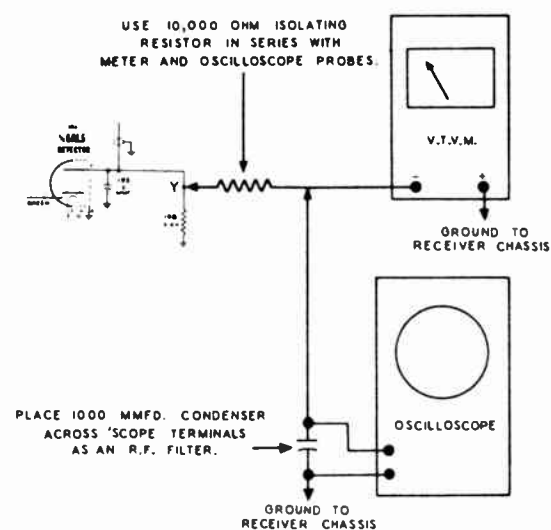 USE 10,000 OHM ISOLATING
RESISTOR IN SERIES WITH
METER AND OSCILLOSCOPE PROBES.
V.T.V.M.
- +
GROUND TO
RECEIVER CHASSIS
DETECTOR
Y
OSCILLOSCOPE
PLACE 1000 MMFD. CONDENSER
ACROSS 'SCOPE TERMINALS
AS AN R.F. FILTER.
GROUND TO
RECEIVER CHASSIS